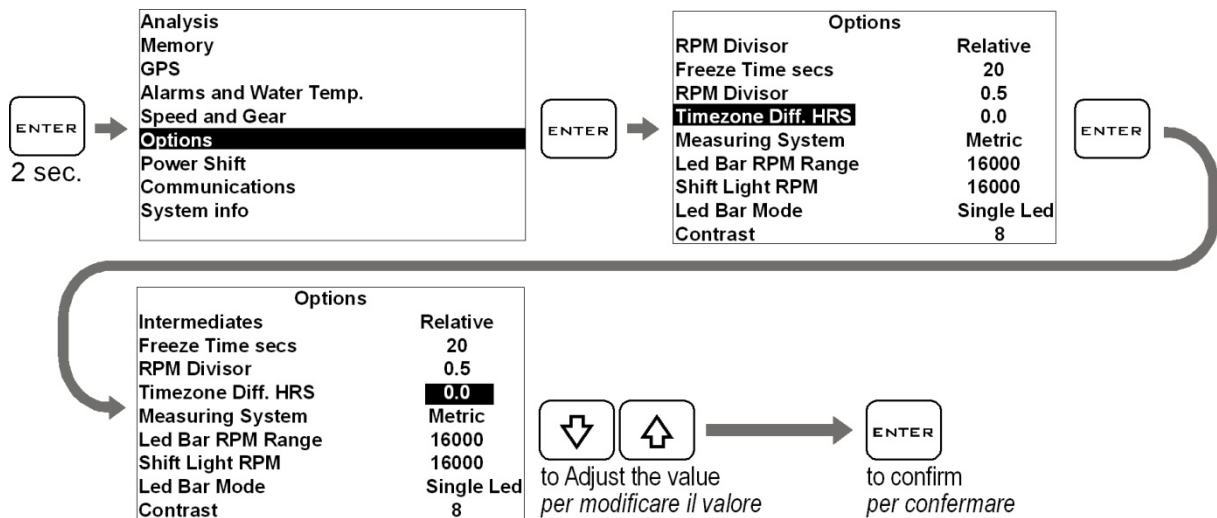 ENTER
2 sec.
Analysis
Memory
GPS
Alarms and Water Temp.
Speed and Gear
Options
Power Shift
Communications
System info
ENTER
Options
RPM Divisor Relative
Freeze Time secs 20
RPM Divisor 0.5
Timezone Diff. HRS 0.0
Measuring System Metric
Led Bar RPM Range 16000
Shift Light RPM 16000
Led Bar Mode Single Led
Contrast 8
ENTER
Options
Intermediates Relative
Freeze Time secs 20
RPM Divisor 0.5
Timezone Diff. HRS 0.0
Measuring System Metric
Led Bar RPM Range 16000
Shift Light RPM 16000
Led Bar Mode Single Led
Contrast 8
to Adjust the value
per modificare il valore
ENTER
to confirm
per confermare